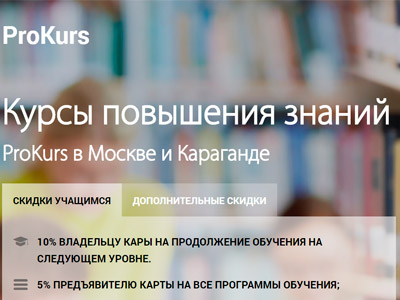 ProKurs
Курсы повышения знаний
ProKurs в Москве и Караганде
СКИДКИ УЧАЩИМСЯ
ДОПОЛНИТЕЛЬНЫЕ СКИДКИ
10% ВЛАДЕЛЬЦУ КАРЫ НА ПРОДОЛЖЕНИЕ ОБУЧЕНИЯ НА
СЛЕДУЮЩЕМ УРОВНЕ.
5% ПРЕДЪЯВИТЕЛЮ КАРТЫ НА ВСЕ ПРОГРАММЫ ОБУЧЕНИЯ;